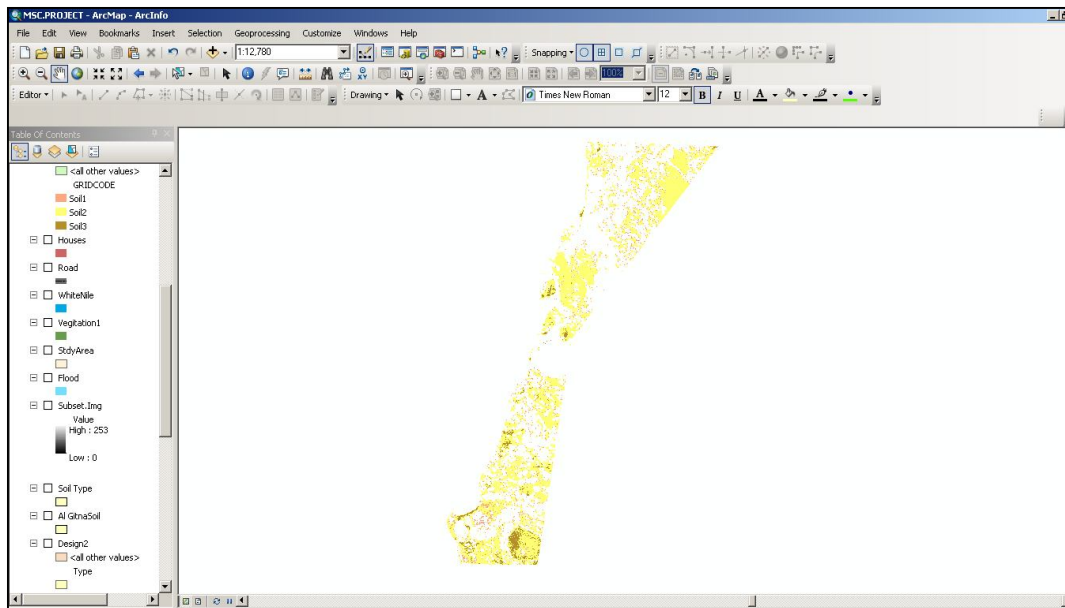 MSC.PROJECT - ArcMap - ArcInfo
File Edit View Bookmarks Insert Selection Geoprocessing Customize Windows Help
1:12,780 Snapping
100%
Editor Drawing A Times New Roman 12 B I U A
Table Of Contents
<all other values>
GRIDCODE
Soil1
Soil2
Soil3
Houses
Road
WhiteNile
Vegitation1
StdyArea
Flood
Subset.Img
Value
High : 253
Low : 0
Soil Type
Al GitnaSoil
Design2
<all other values>
Type